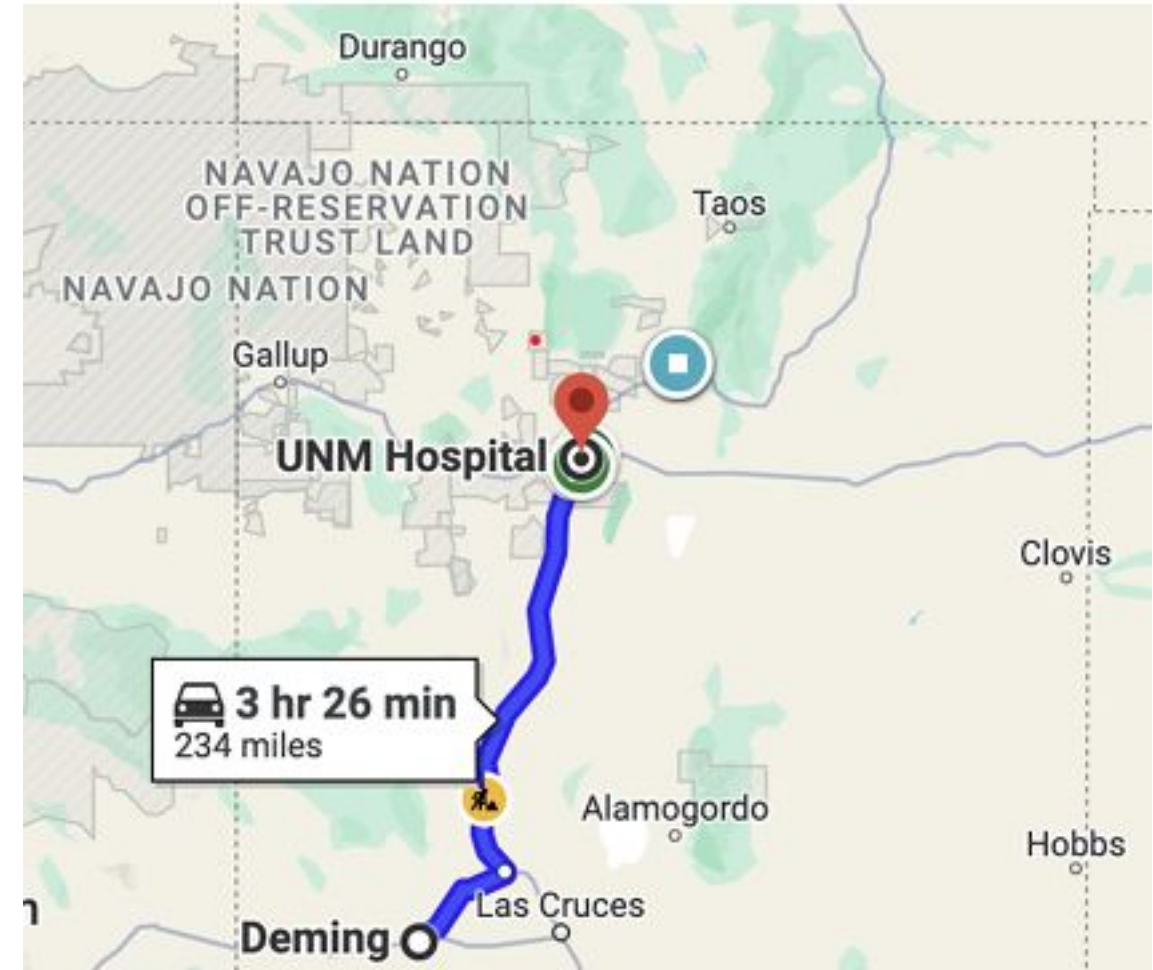 Durango
NAVAJO NATION
OFF-RESERVATION
TRUST LAND
Taos
NAVAJO NATION
Gallup
UNM Hospital
Clovis
3 hr 26 min
234 miles
Alamogordo
Hobbs
Las Cruces
Deming